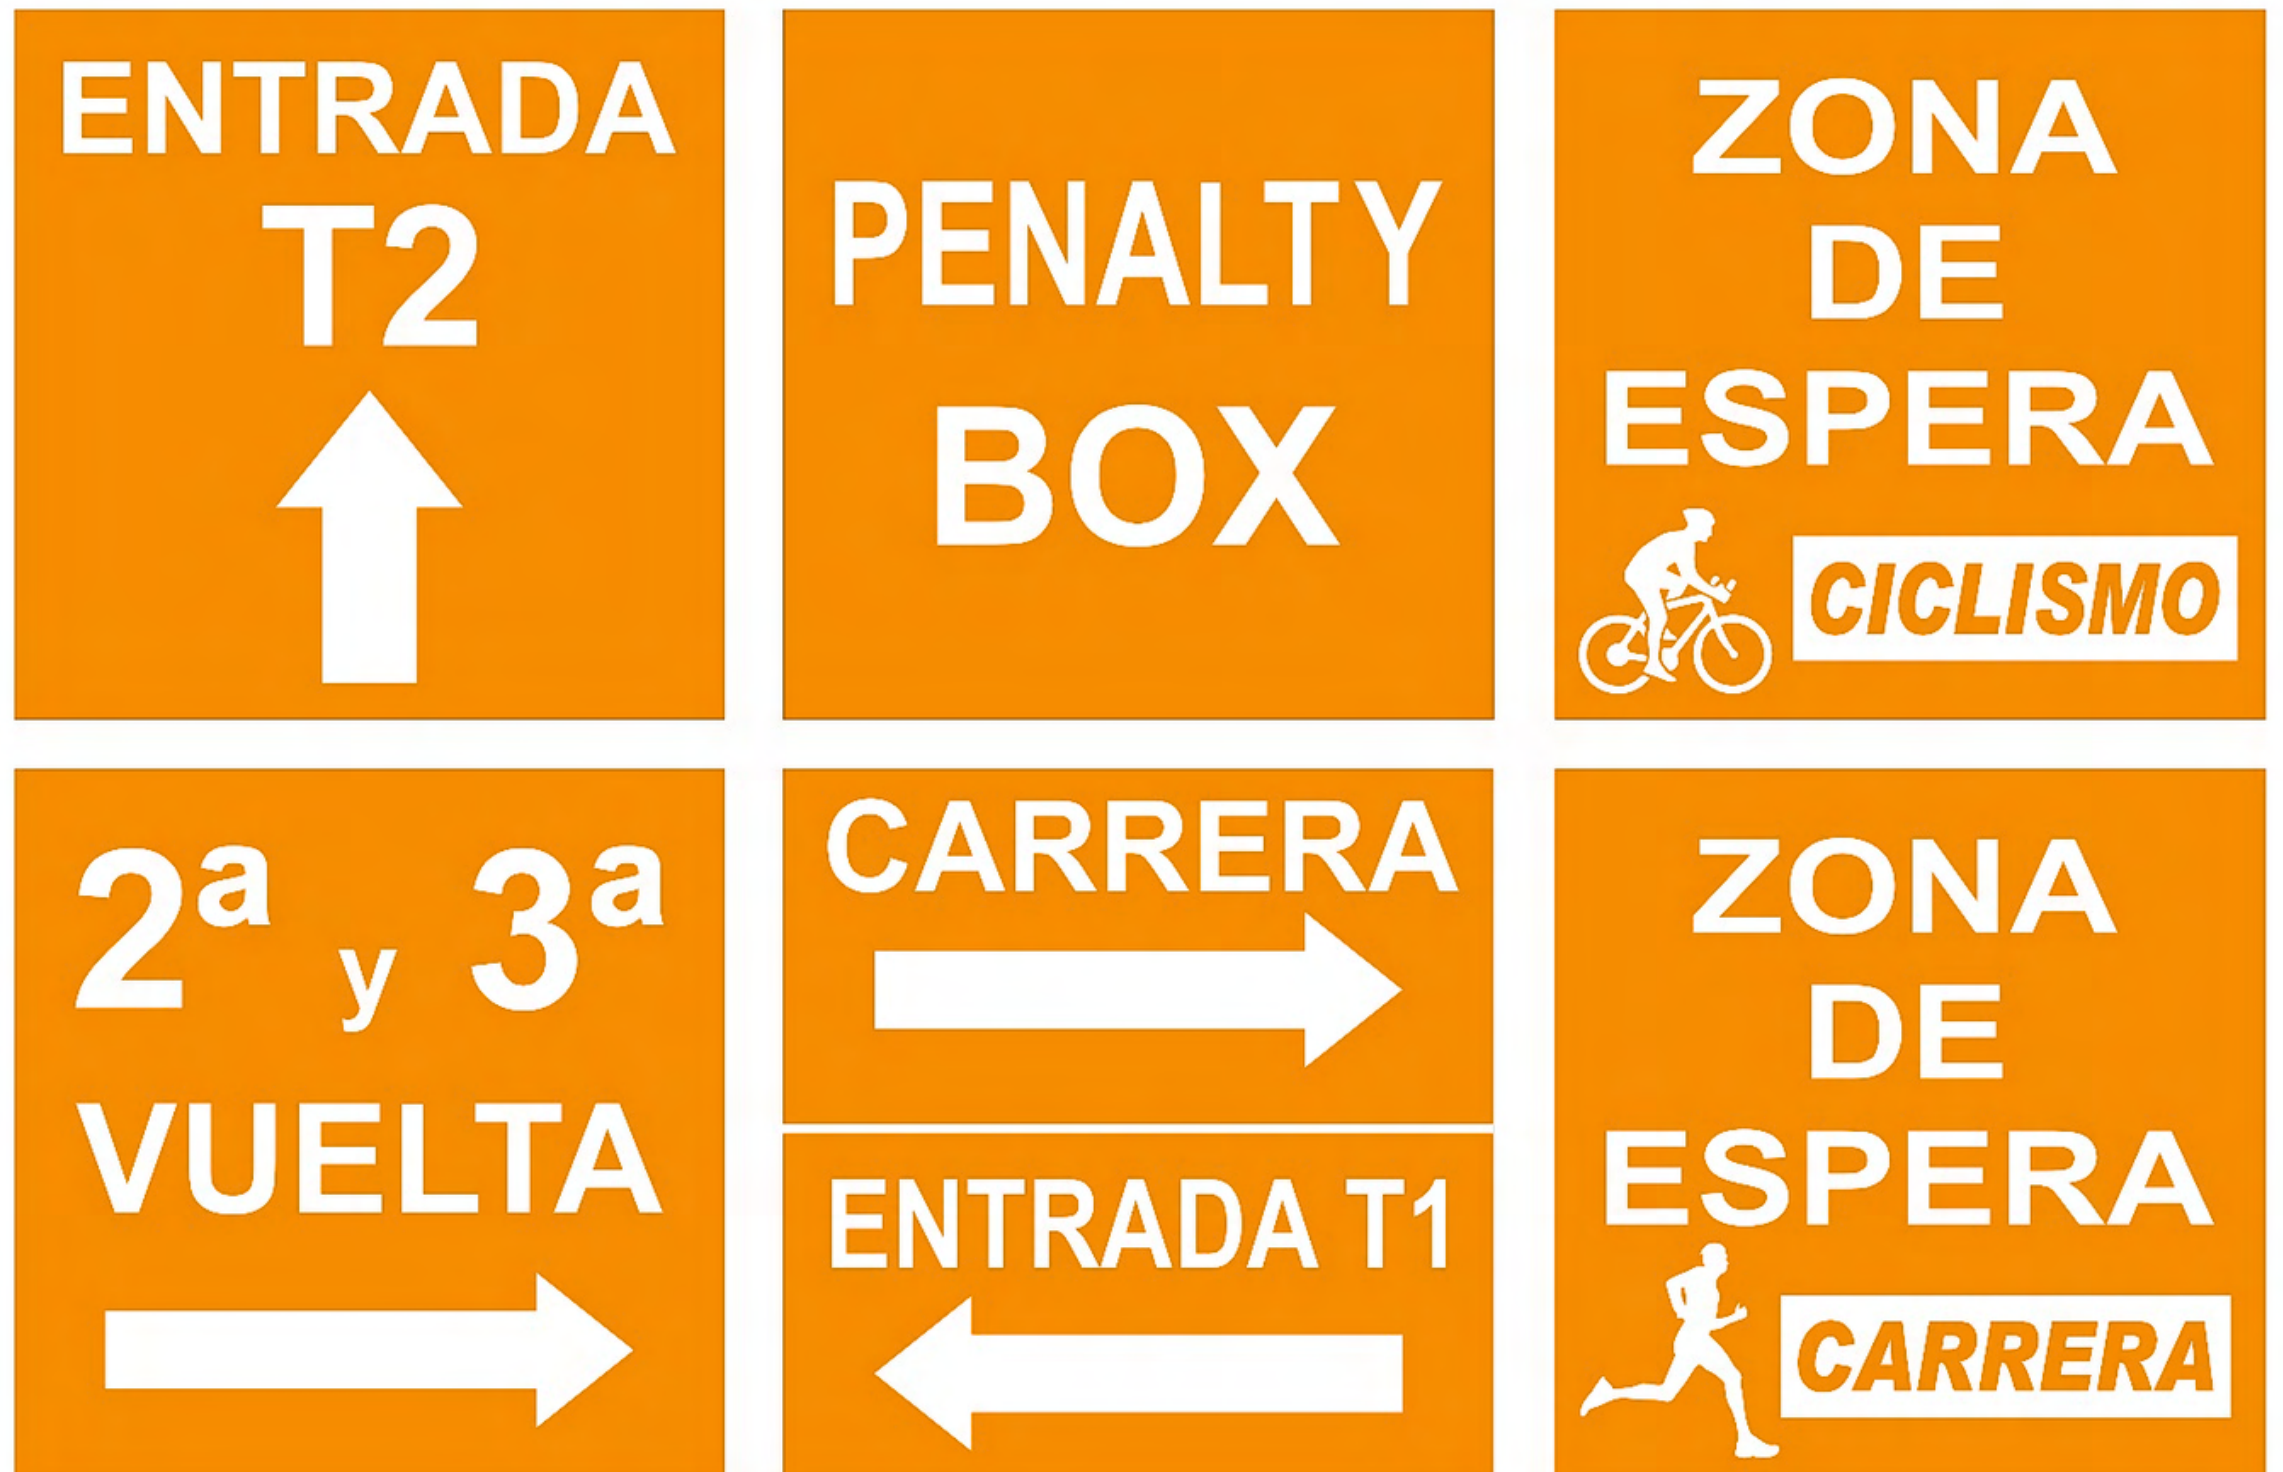 ENTRADA
T2
PENALTY
BOX
ZONA
DE
ESPERA
CICLISMO
2ª y 3ª
VUELTA
CARRERA
ENTRADA T1
ZONA
DE
ESPERA
CARRERA